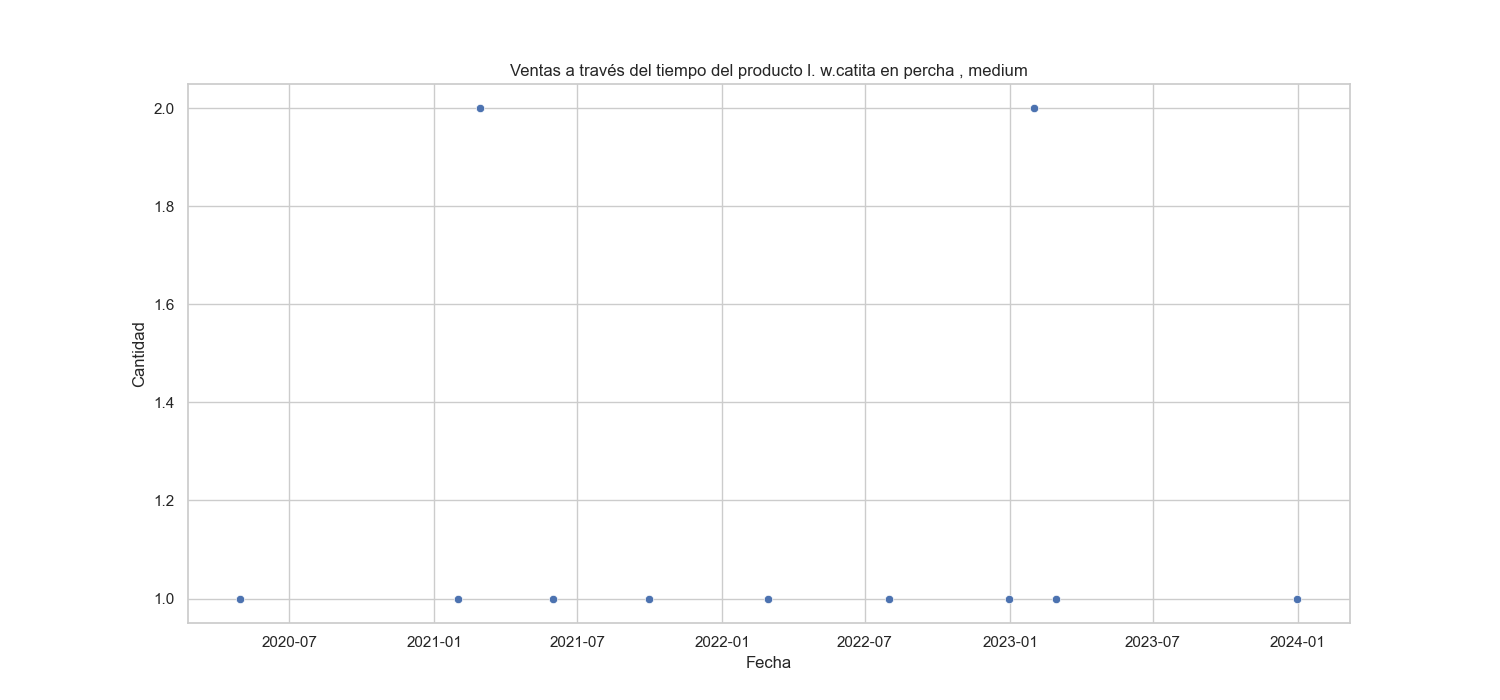 Ventas a través del tiempo del producto l. w.catita en percha , medium
2.0
1.8
1.6
1.4
1.2
1.0
Cantidad
2020-07 2021-01 2021-07 2022-01 2022-07 2023-01 2023-07 2024-01
Fecha